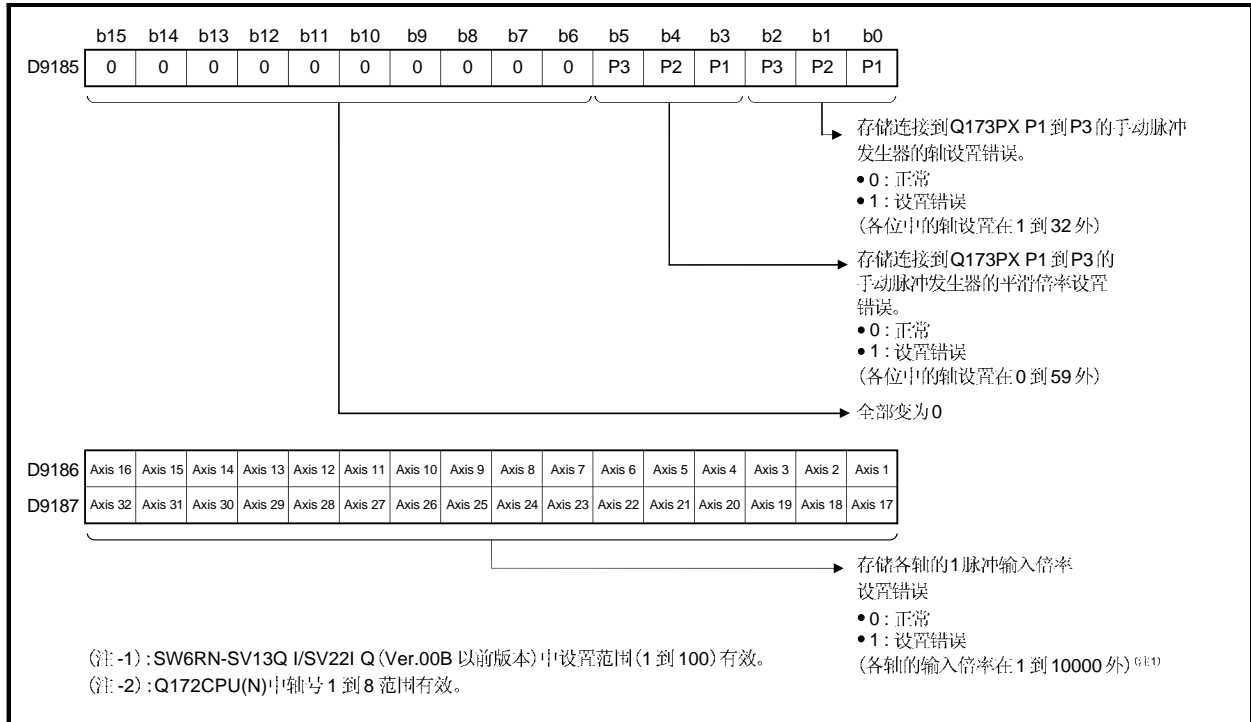 b15 b14 b13 b12 b11 b10 b9 b8 b7 b6 b5 b4 b3 b2 b1 b0
D9185 0 0 0 0 0 0 0 0 0 0 P3 P2 P1 P3 P2 P1
存储连接到Q173PX P1到P3的手动脉冲
发生器的轴设置错误。
● 0 : 正常
● 1 : 设置错误
(各位中的轴设置在1到32外)
存储连接到Q173PX P1到P3的
手动脉冲发生器的平滑倍率设置
错误。
● 0 : 正常
● 1 : 设置错误
(各位中的轴设置在0到59外)
全部变为0
D9186 Axis 16 Axis 15 Axis 14 Axis 13 Axis 12 Axis 11 Axis 10 Axis 9 Axis 8 Axis 7 Axis 6 Axis 5 Axis 4 Axis 3 Axis 2 Axis 1
D9187 Axis 32 Axis 31 Axis 30 Axis 29 Axis 28 Axis 27 Axis 26 Axis 25 Axis 24 Axis 23 Axis 22 Axis 21 Axis 20 Axis 19 Axis 18 Axis 17
存储各轴的1脉冲输入倍率
设置错误
● 0 : 正常
● 1 : 设置错误
(各轴的输入倍率在1到10000外)(注1)
(注-1) : SW6RN-SV13Q I/SV22I Q(Ver.00B 以前版本)中设置范围(1到100)有效。
(注-2) : Q172CPU(N)中轴号1到8范围有效。